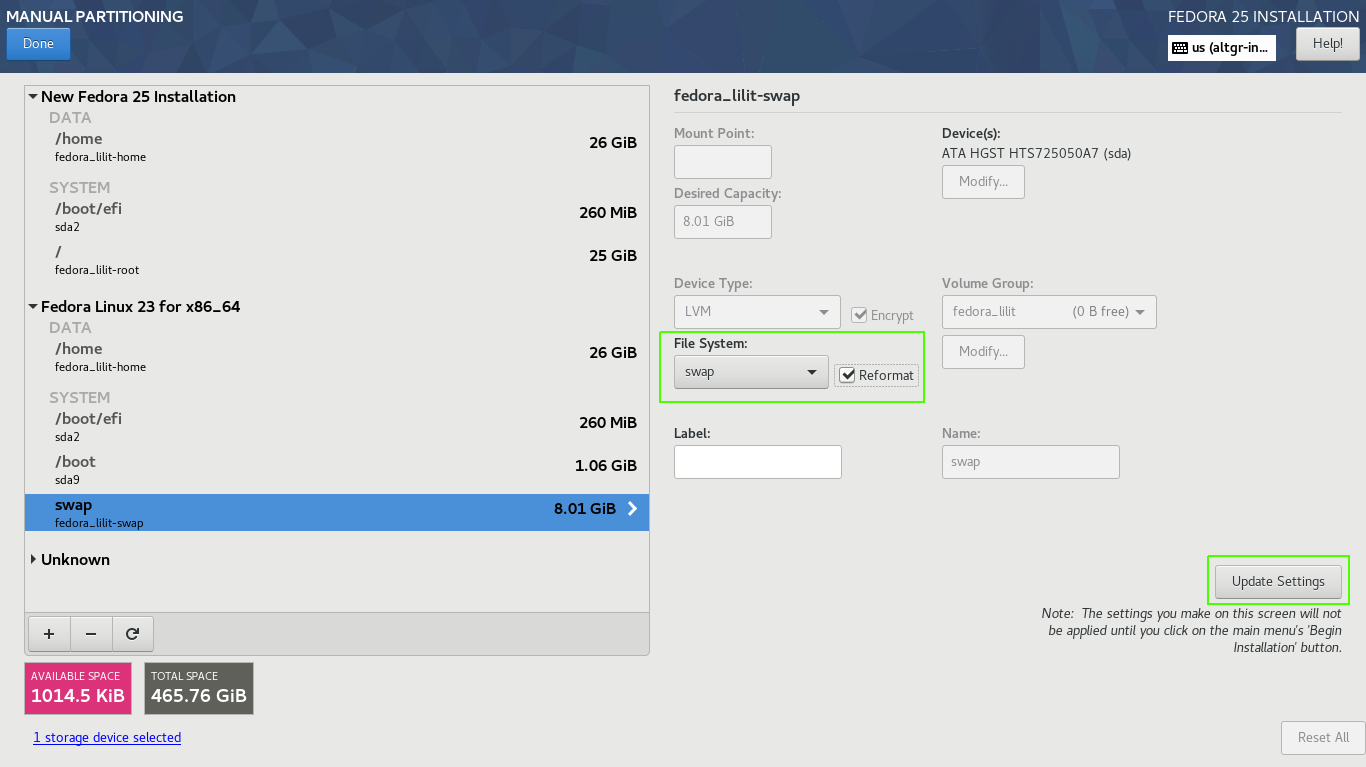 MANUAL PARTITIONING
FEDORA 25 INSTALLATION
Done
us (altgr-in...
Help!
New Fedora 25 Installation
DATA
/home
26 GiB
fedora_lilit-home
SYSTEM
/boot/efi
260 MiB
sda2
/
25 GiB
fedora_lilit-root
Fedora Linux 23 for x86_64
DATA
/home
26 GiB
fedora_lilit-home
SYSTEM
/boot/efi
260 MiB
sda2
/boot
1.06 GiB
sda9
swap
8.01 GiB
fedora_lilit-swap
Unknown
+ −
AVAILABLE SPACE
1014.5 KiB
TOTAL SPACE
465.76 GiB
1 storage device selected
fedora_lilit-swap
Mount Point:
Device(s):
ATA HGST HTS725050A7 (sda)
Modify...
Desired Capacity:
8.01 GiB
Device Type:
Volume Group:
LVM
Encrypt
fedora_lilit (0 B free)
File System:
Modify...
swap
Reformat
Label:
Name:
swap
Update Settings
Note: The settings you make on this screen will not
be applied until you click on the main menu's 'Begin
Installation' button.
Reset All